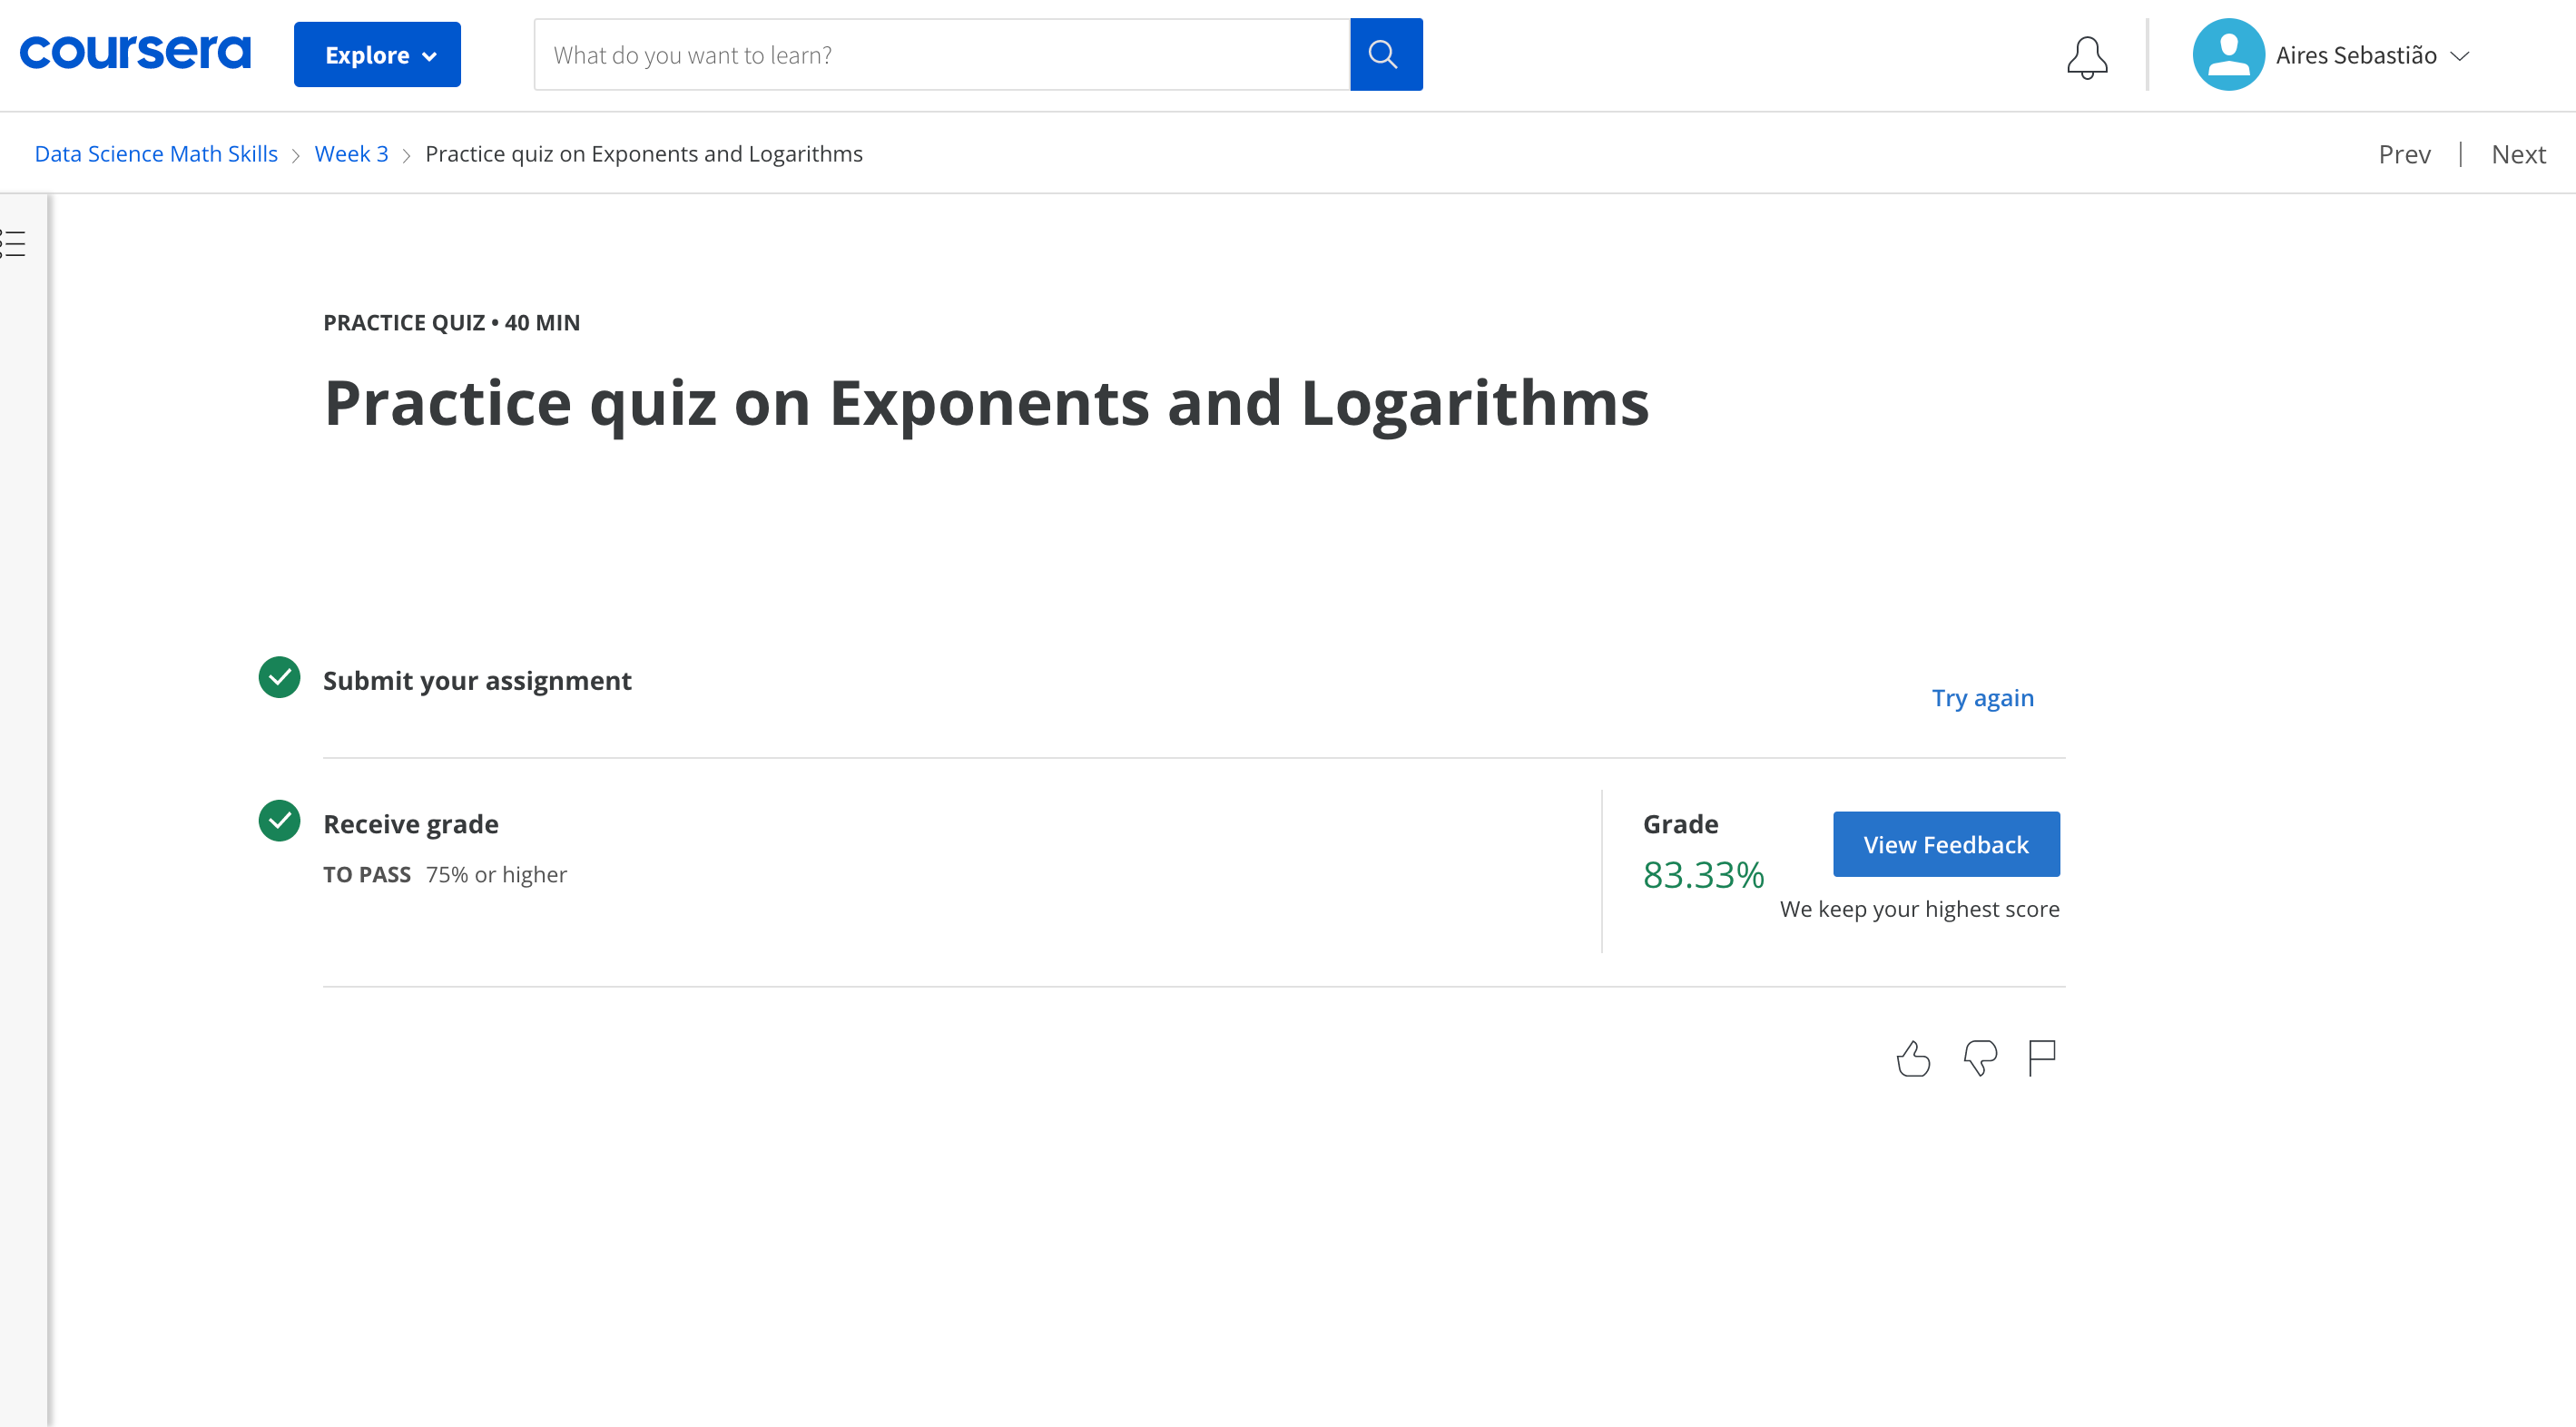 coursera
Explore
What do you want to learn?
Aires Sebastião
Data Science Math Skills > Week 3 > Practice quiz on Exponents and Logarithms
Prev | Next
PRACTICE QUIZ • 40 MIN
Practice quiz on Exponents and Logarithms
Submit your assignment
Try again
Receive grade
TO PASS 75% or higher
Grade
83.33%
View Feedback
We keep your highest score